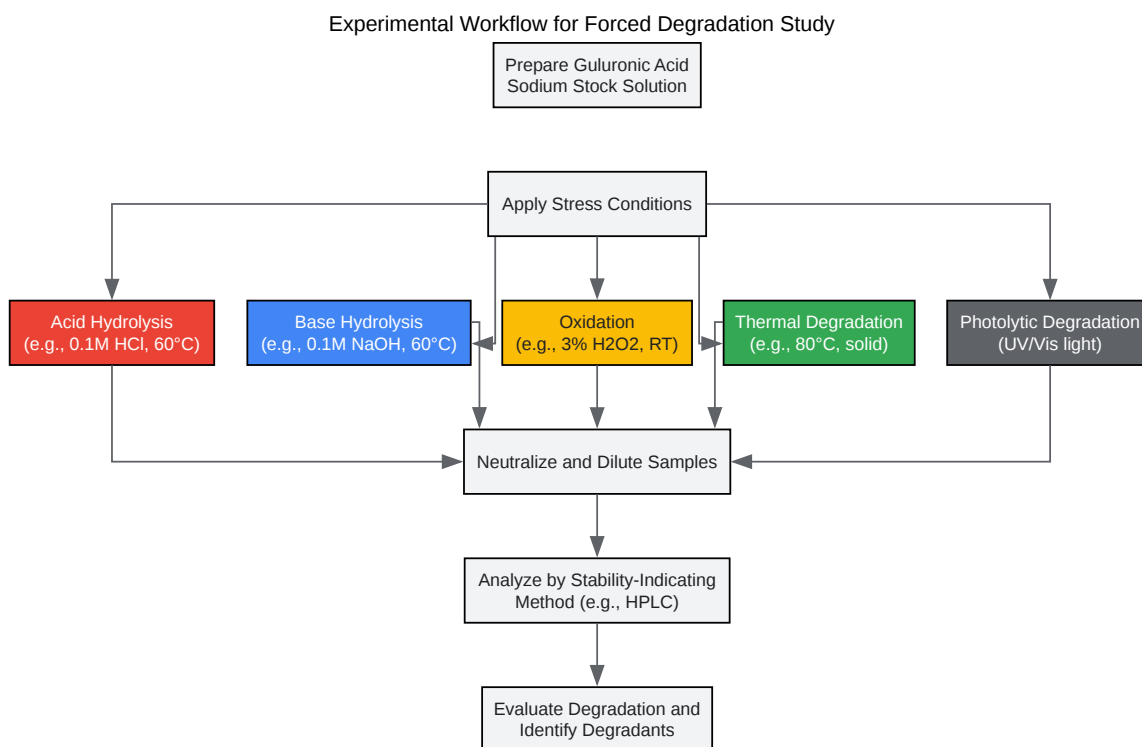 Experimental Workflow for Forced Degradation Study
Prepare Guluronic Acid
Sodium Stock Solution
Apply Stress Conditions
Acid Hydrolysis
(e.g., 0.1M HCl, 60°C)
Base Hydrolysis
(e.g., 0.1M NaOH, 60°C)
Oxidation
(e.g., 3% H2O2, RT)
Thermal Degradation
(e.g., 80°C, solid)
Photolytic Degradation
(UV/Vis light)
Neutralize and Dilute Samples
Analyze by Stability-Indicating
Method (e.g., HPLC)
Evaluate Degradation and
Identify Degradants